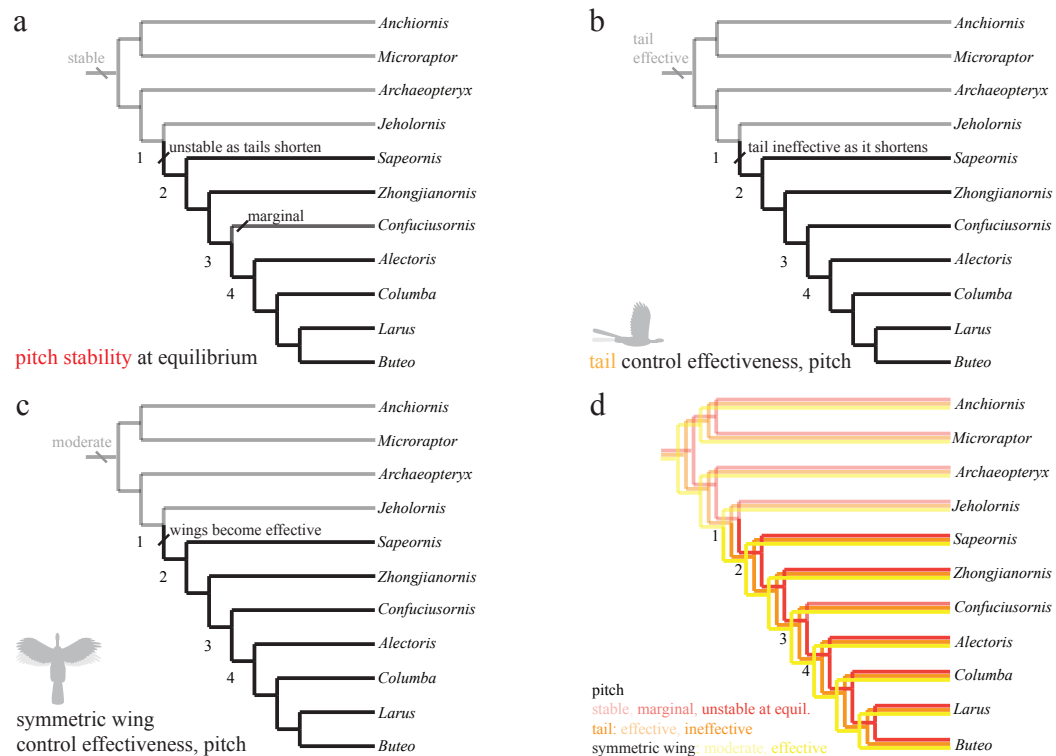 a
Anchiornis
stable
Microraptor
Archaeopteryx
Jeholornis
1
unstable as tails shorten
Sapeornis
2
Zhongjianornis
marginal
Confuciusornis
3
Alectoris
4
Columba
Larus
pitch stability at equilibrium
Buteo
b
Anchiornis
tail
effective
Microraptor
Archaeopteryx
Jeholornis
1
tail ineffective as it shortens
Sapeornis
2
Zhongjianornis
Confuciusornis
3
Alectoris
4
Columba
Larus
tail control effectiveness, pitch
Buteo
c
Anchiornis
moderate
Microraptor
Archaeopteryx
Jeholornis
1
wings become effective
Sapeornis
2
Zhongjianornis
Confuciusornis
3
Alectoris
4
Columba
Larus
symmetric wing
control effectiveness, pitch
Buteo
d
Anchiornis
Microraptor
Archaeopteryx
Jeholornis
1
Sapeornis
2
Zhongjianornis
Confuciusornis
3
Alectoris
4
Columba
Larus
Buteo
pitch
stable, marginal, unstable at equil.
tail: effective, ineffective
symmetric wing, moderate, effective